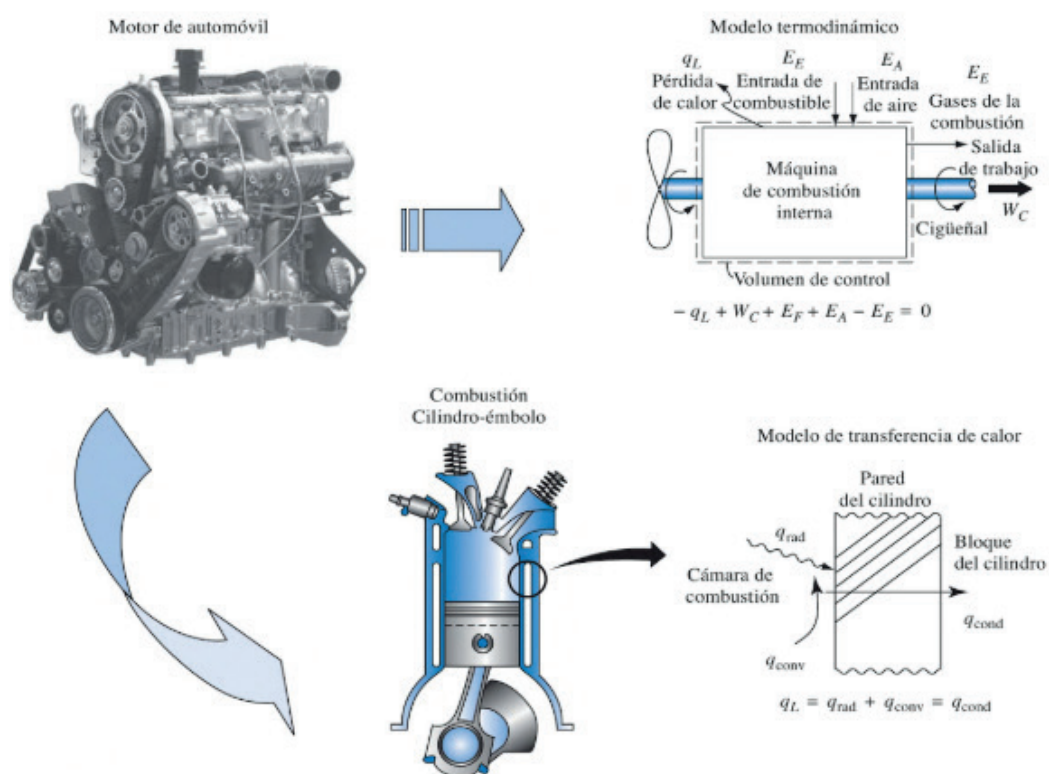 Motor de automóvil
Modelo termodinámico
q_L
E_E
E_A
E_E
Pérdida
de calor
Entrada de
combustible
Entrada
de aire
Gases de la
combustión
Salida
de trabajo
Máquina
de combustión
interna
W_C
Cigüeñal
Volumen de control
− q_L + W_C + E_F + E_A − E_E = 0
Combustión
Cilindro-émbolo
Modelo de transferencia de calor
Pared
del cilindro
q_rad
Bloque
del cilindro
Cámara de
combustión
q_cond
q_conv
q_L = q_rad + q_conv = q_cond